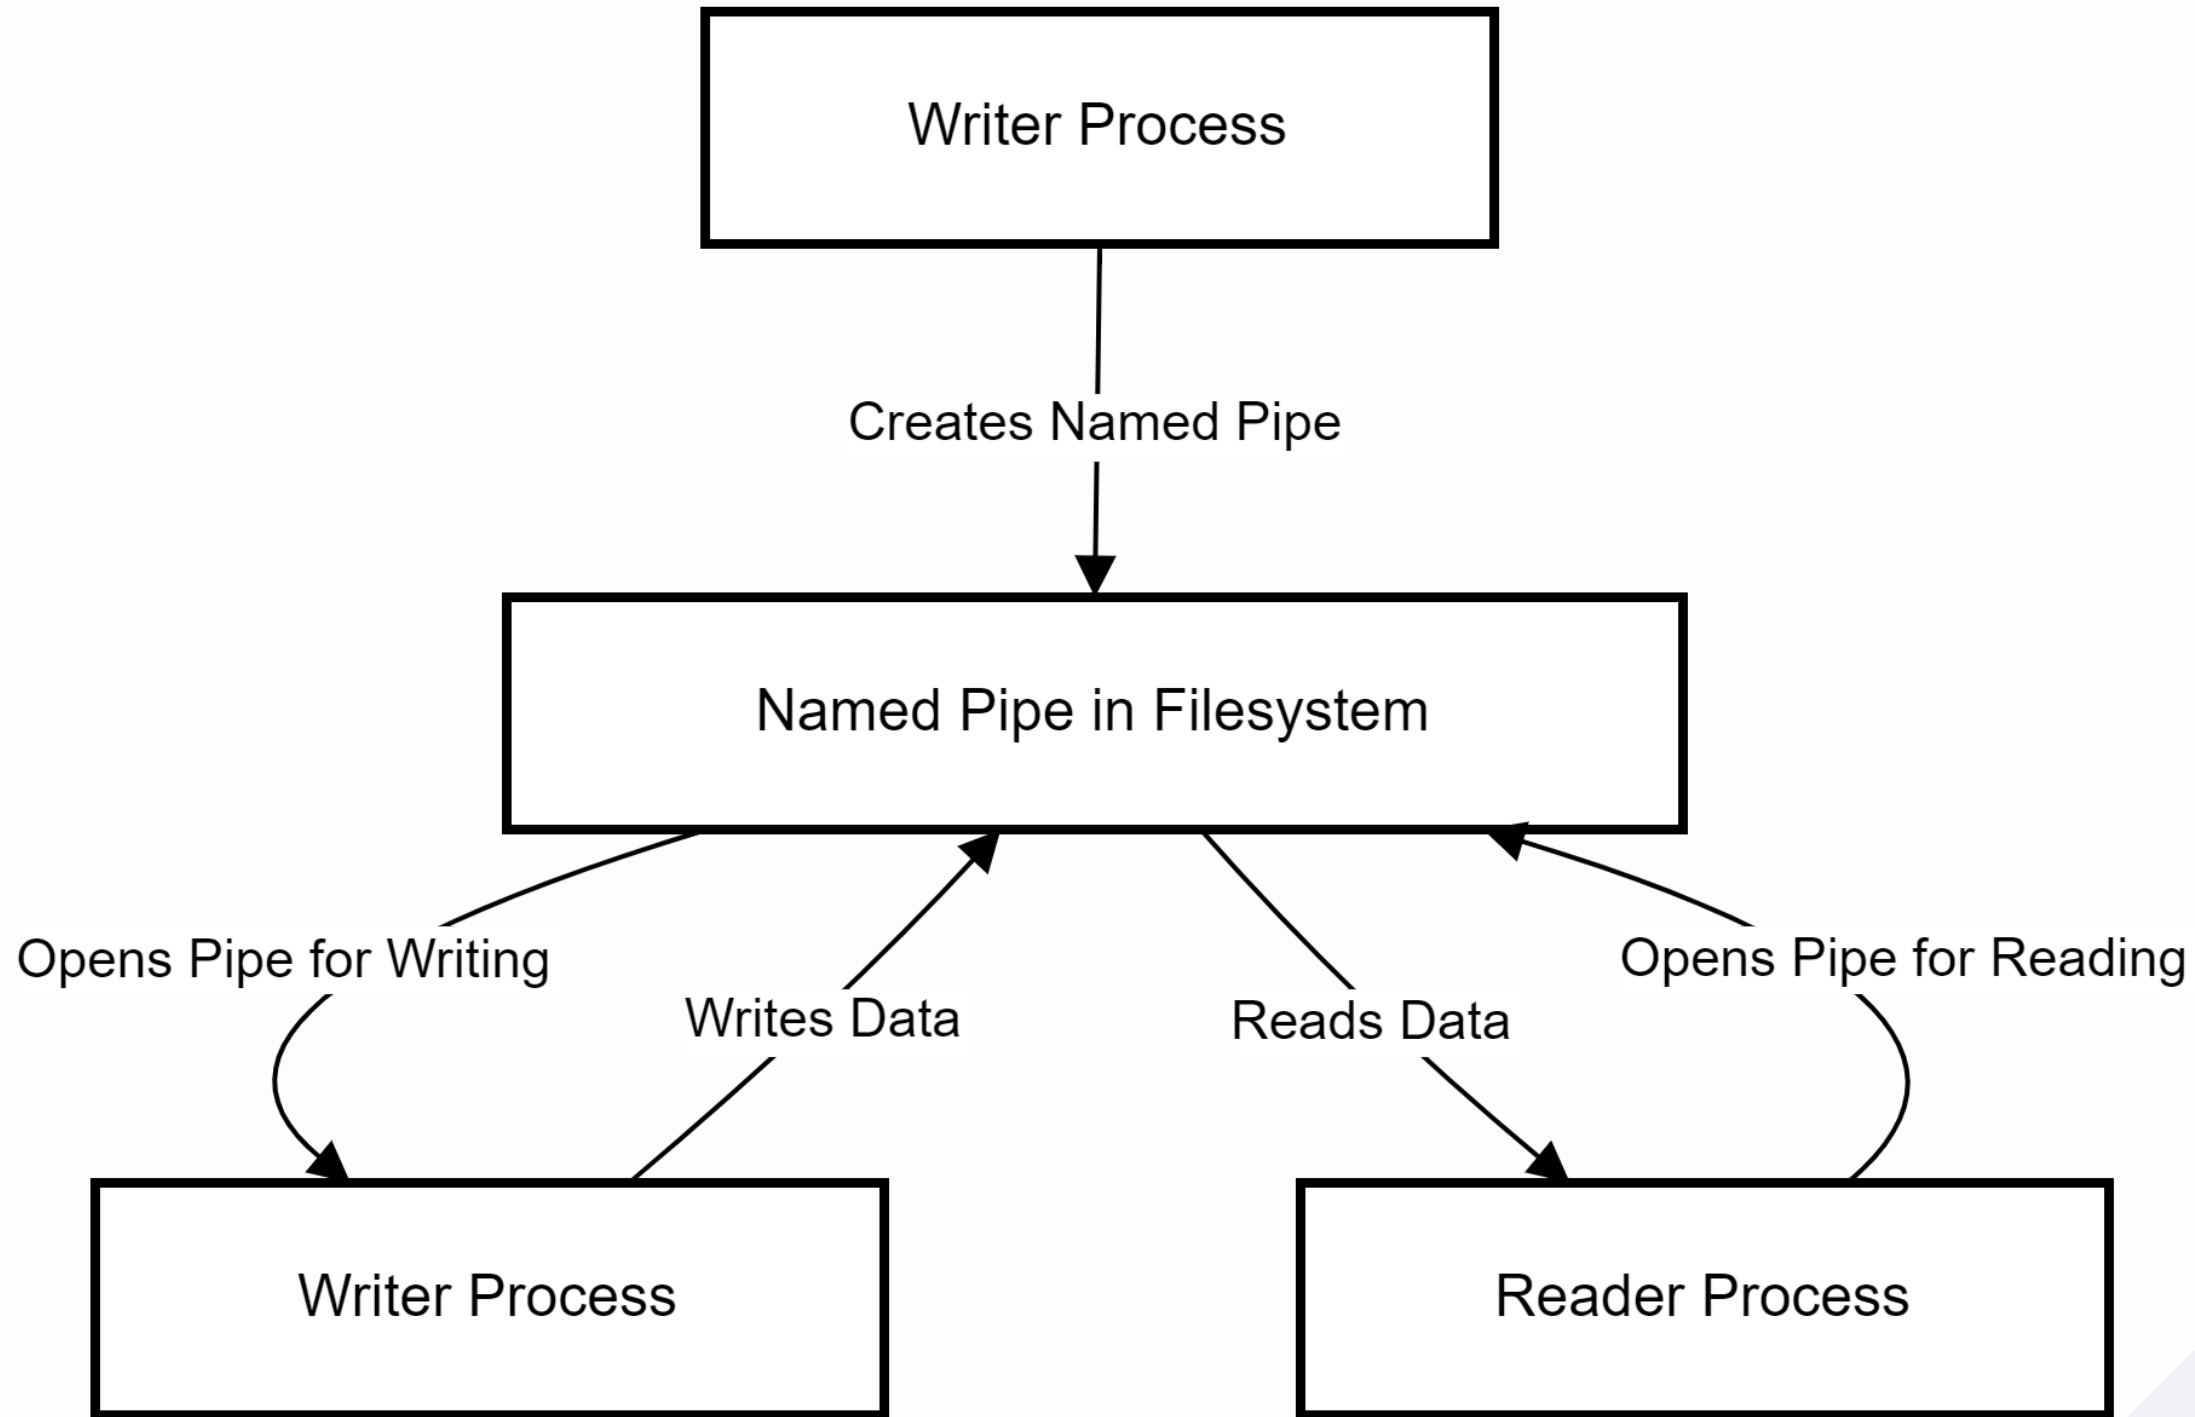 Writer Process
Creates Named Pipe
Named Pipe in Filesystem
Opens Pipe for Writing
Opens Pipe for Reading
Writes Data
Reads Data
Writer Process
Reader Process